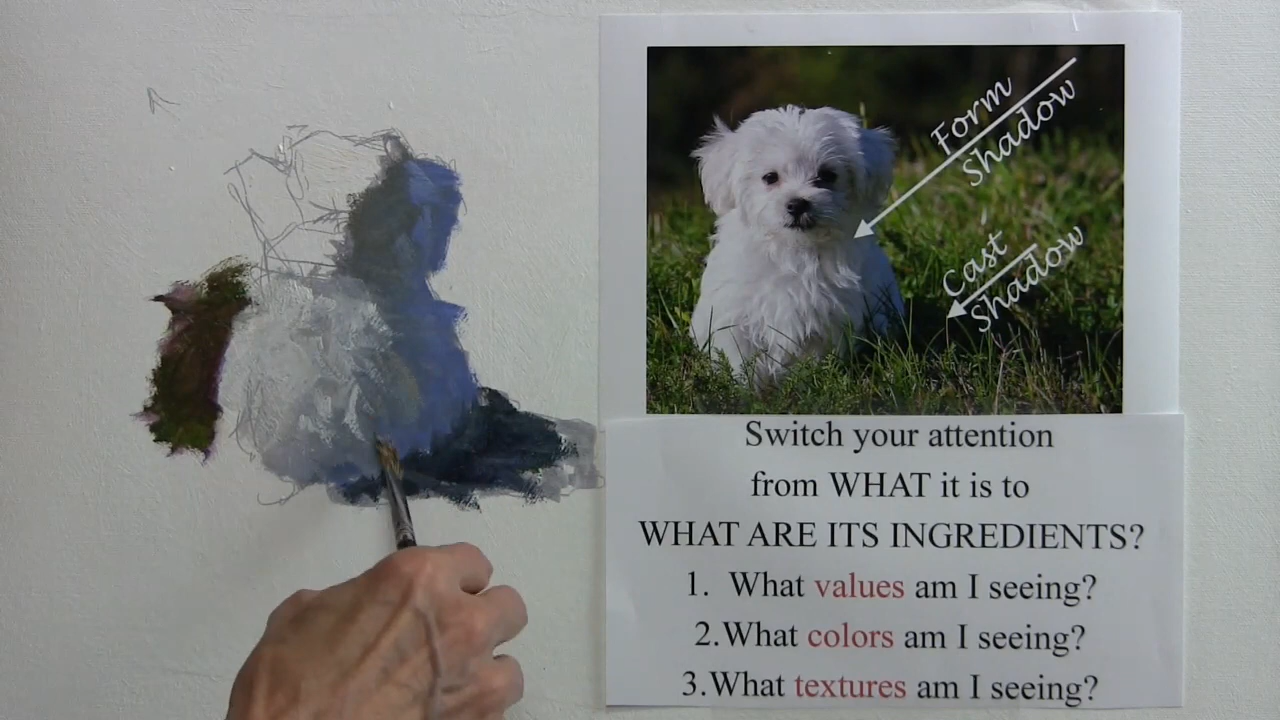 Form
Shadow
Cast
Shadow
Switch your attention
from WHAT it is to
WHAT ARE ITS INGREDIENTS?
1. What values am I seeing?
2.What colors am I seeing?
3.What textures am I seeing?